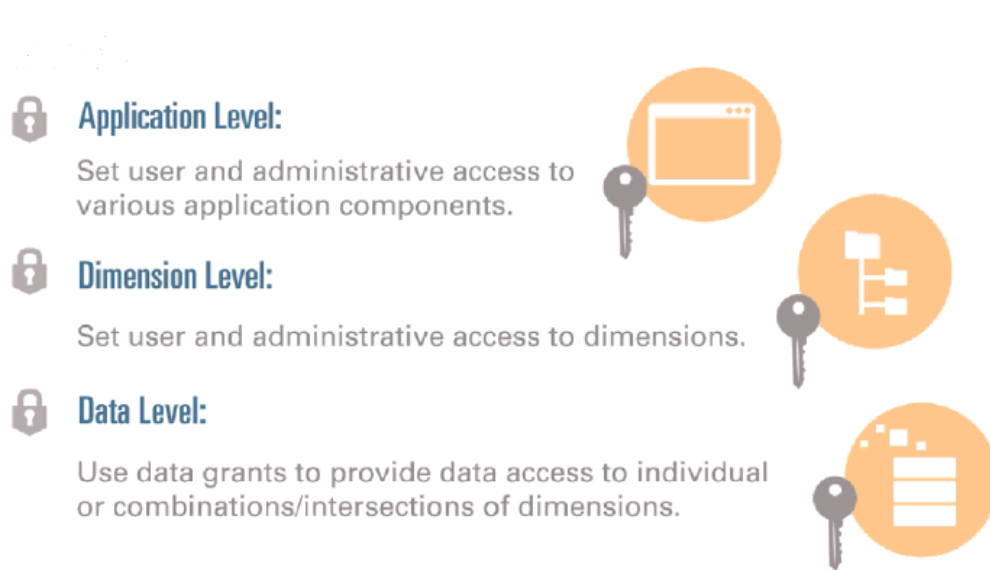 Application Level:
Set user and administrative access to
various application components.
Dimension Level:
Set user and administrative access to dimensions.
Data Level:
Use data grants to provide data access to individual
or combinations/intersections of dimensions.